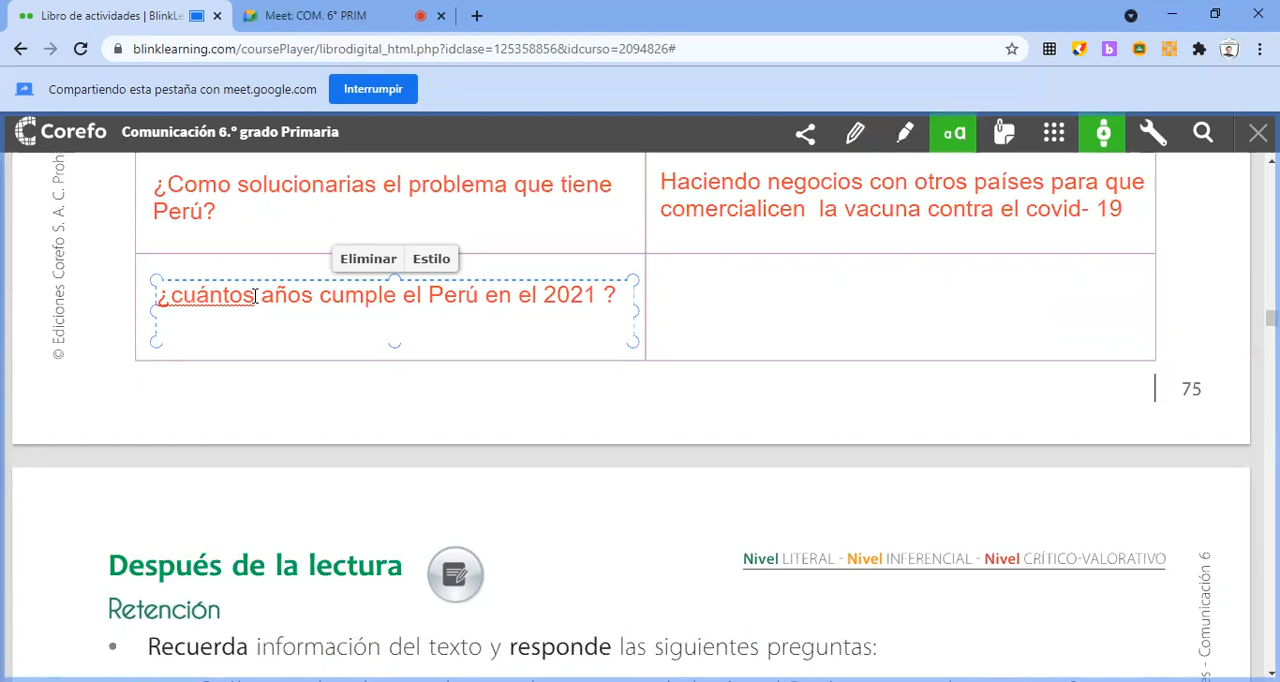 Libro de actividades | BlinkLe
Meet: COM. 6° PRIM
blinklearning.com/coursePlayer/librodigital_html.php?idclase=125358856&idcurso=2094826#
Compartiendo esta pestaña con meet.google.com
Interrumpir
Corefo
Comunicación 6.º grado Primaria
aa
© Ediciones Corefo S. A. C. Proh
¿Como solucionarias el problema que tiene
Perú?
Haciendo negocios con otros países para que
comercialicen la vacuna contra el covid- 19
Eliminar
Estilo
¿cuántos años cumple el Perú en el 2021 ?
75
Después de la lectura
Nivel LITERAL - Nivel INFERENCIAL - Nivel CRÍTICO-VALORATIVO
Retención
• Recuerda información del texto y responde las siguientes preguntas:
es - Comunicación 6